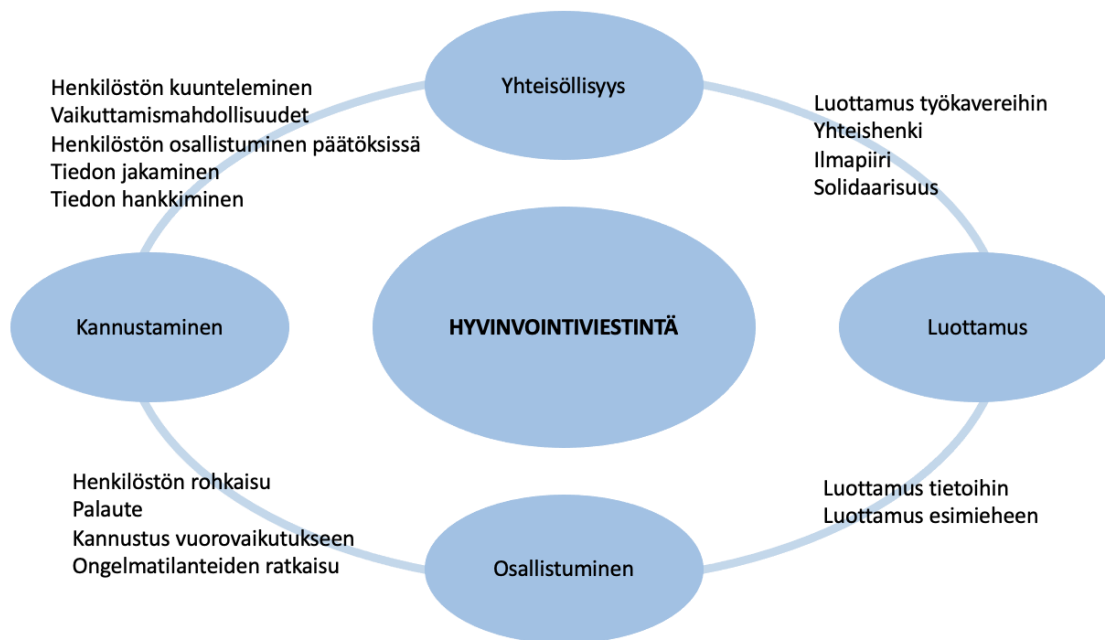 Yhteisöllisyys
Henkilöstön kuunteleminen
Vaikuttamismahdollisuudet
Henkilöstön osallistuminen päätöksissä
Tiedon jakaminen
Tiedon hankkiminen
Luottamus työkavereihin
Yhteishenki
Ilmapiiri
Solidaarisuus
Kannustaminen
HYVINVOINTIVIESTINTÄ
Luottamus
Henkilöstön rohkaisu
Palaute
Kannustus vuorovaikutukseen
Ongelmatilanteiden ratkaisu
Luottamus tietoihin
Luottamus esimieheen
Osallistuminen